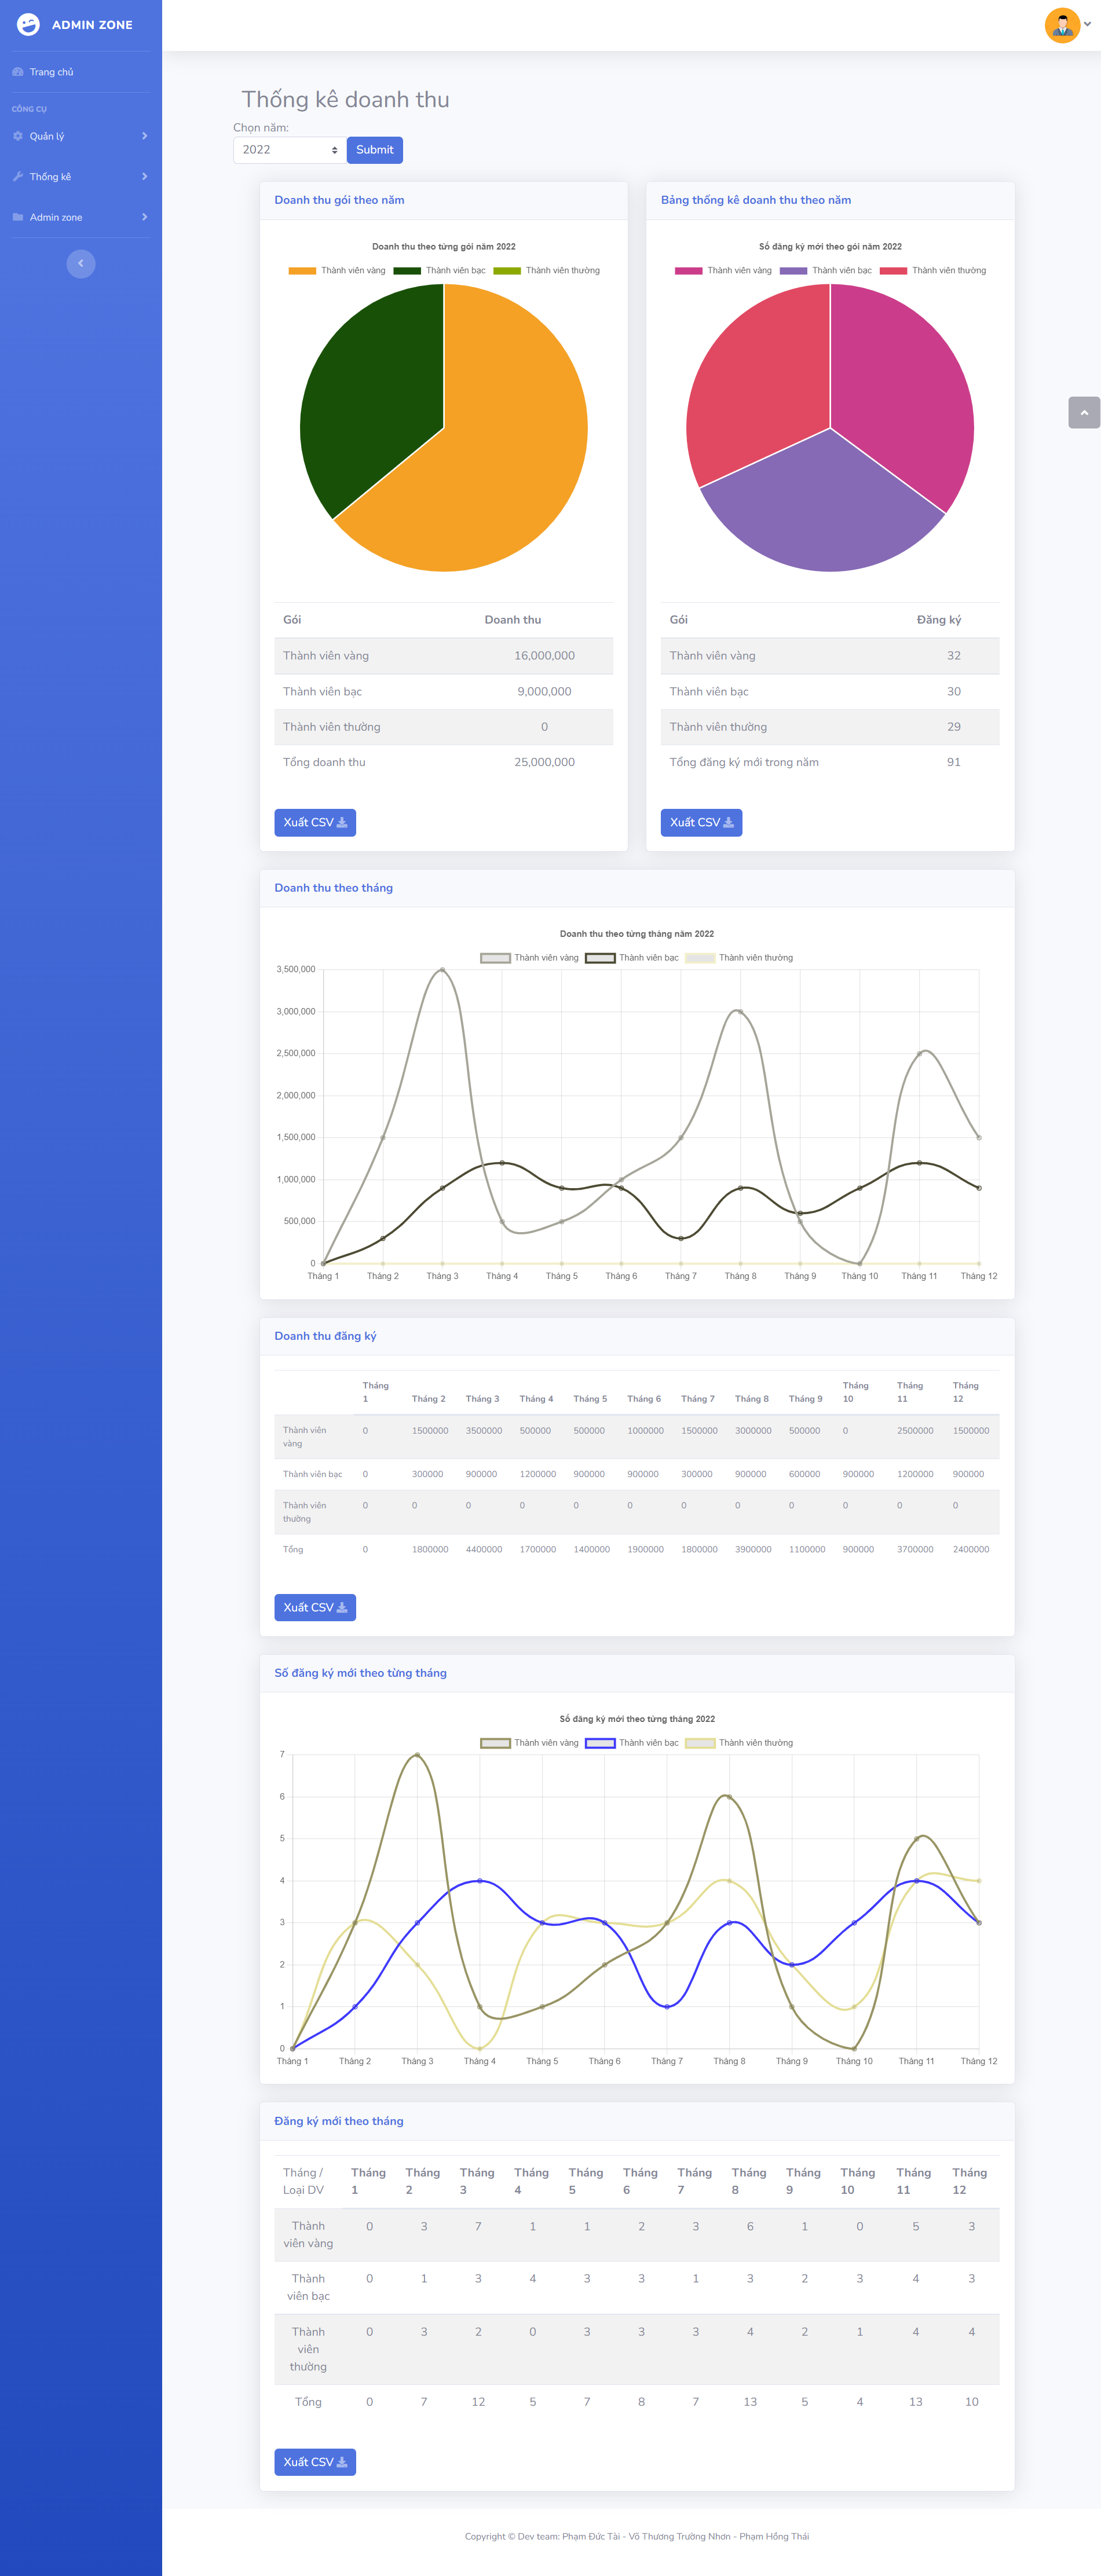 ADMIN ZONE
Trang chủ
CÔNG CỤ
Quản lý
Thống kê
Admin zone
Thống kê doanh thu
Chọn năm:
2022 Submit
Doanh thu gói theo năm
Doanh thu theo từng gói năm 2022
Thành viên vàng Thành viên bạc Thành viên thường
Gói Doanh thu
Thành viên vàng 16,000,000
Thành viên bạc 9,000,000
Thành viên thường 0
Tổng doanh thu 25,000,000
Xuất CSV
Bảng thống kê doanh thu theo năm
Số đăng ký mới theo gói năm 2022
Thành viên vàng Thành viên bạc Thành viên thường
Gói Đăng ký
Thành viên vàng 32
Thành viên bạc 30
Thành viên thường 29
Tổng đăng ký mới trong năm 91
Xuất CSV
Doanh thu theo tháng
Doanh thu theo từng tháng năm 2022
Thành viên vàng Thành viên bạc Thành viên thường
3,500,000
3,000,000
2,500,000
2,000,000
1,500,000
1,000,000
500,000
0
Tháng 1 Tháng 2 Tháng 3 Tháng 4 Tháng 5 Tháng 6 Tháng 7 Tháng 8 Tháng 9 Tháng 10 Tháng 11 Tháng 12
Doanh thu đăng ký
Tháng Tháng Tháng Tháng
1 Tháng 2 Tháng 3 Tháng 4 Tháng 5 Tháng 6 Tháng 7 Tháng 8 Tháng 9 10 11 12
Thành viên 0 1500000 3500000 500000 500000 1000000 1500000 3000000 500000 0 2500000 1500000
vàng
Thành viên bạc 0 300000 900000 1200000 900000 900000 300000 900000 600000 900000 1200000 900000
Thành viên 0 0 0 0 0 0 0 0 0 0 0 0
thường
Tổng 0 1800000 4400000 1700000 1400000 1900000 1800000 3900000 1100000 900000 3700000 2400000
Xuất CSV
Số đăng ký mới theo từng tháng
Số đăng ký mới theo từng tháng 2022
Thành viên vàng Thành viên bạc Thành viên thường
7
6
5
4
3
2
1
0
Tháng 1 Tháng 2 Tháng 3 Tháng 4 Tháng 5 Tháng 6 Tháng 7 Tháng 8 Tháng 9 Tháng 10 Tháng 11 Tháng 12
Đăng ký mới theo tháng
Tháng / Tháng Tháng Tháng Tháng Tháng Tháng Tháng Tháng Tháng Tháng Tháng Tháng
Loại DV 1 2 3 4 5 6 7 8 9 10 11 12
Thành 0 3 7 1 1 2 3 6 1 0 5 3
viên vàng
Thành 0 1 3 4 3 3 1 3 2 3 4 3
viên bạc
Thành 0 3 2 0 3 3 3 4 2 1 4 4
viên
thường
Tổng 0 7 12 5 7 8 7 13 5 4 13 10
Xuất CSV
Copyright © Dev team: Phạm Đức Tài - Võ Thương Trường Nhơn - Phạm Hồng Thái